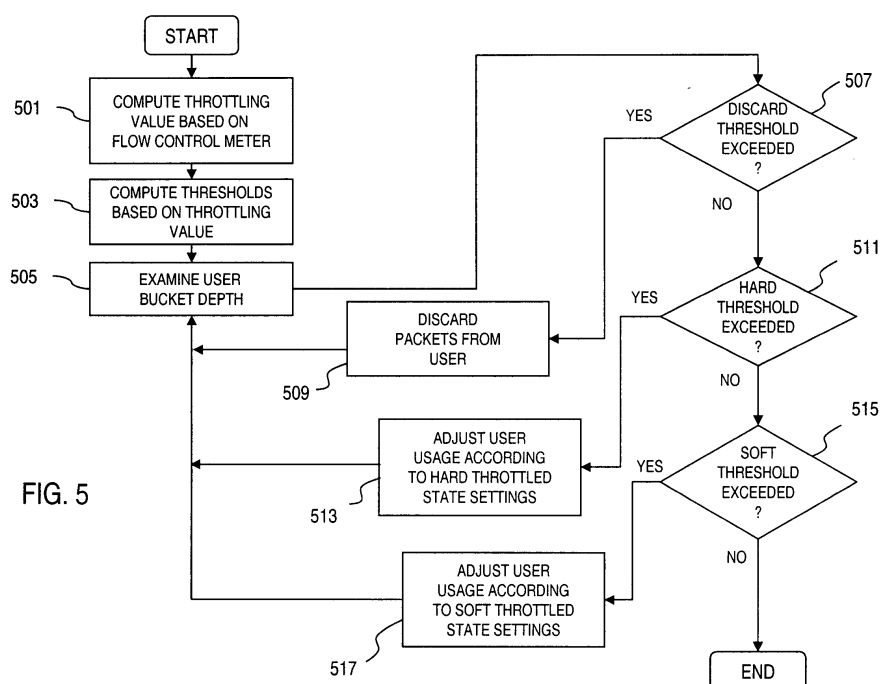 START
501
COMPUTE THROTTLING
VALUE BASED ON
FLOW CONTROL METER
503
COMPUTE THRESHOLDS
BASED ON THROTTLING
VALUE
505
EXAMINE USER
BUCKET DEPTH
507
DISCARD
THRESHOLD
EXCEEDED
?
YES
NO
509
DISCARD
PACKETS FROM
USER
511
HARD
THRESHOLD
EXCEEDED
?
YES
NO
513
ADJUST USER
USAGE ACCORDING
TO HARD THROTTLED
STATE SETTINGS
515
SOFT
THRESHOLD
EXCEEDED
?
YES
NO
517
ADJUST USER
USAGE ACCORDING
TO SOFT THROTTLED
STATE SETTINGS
END
FIG. 5